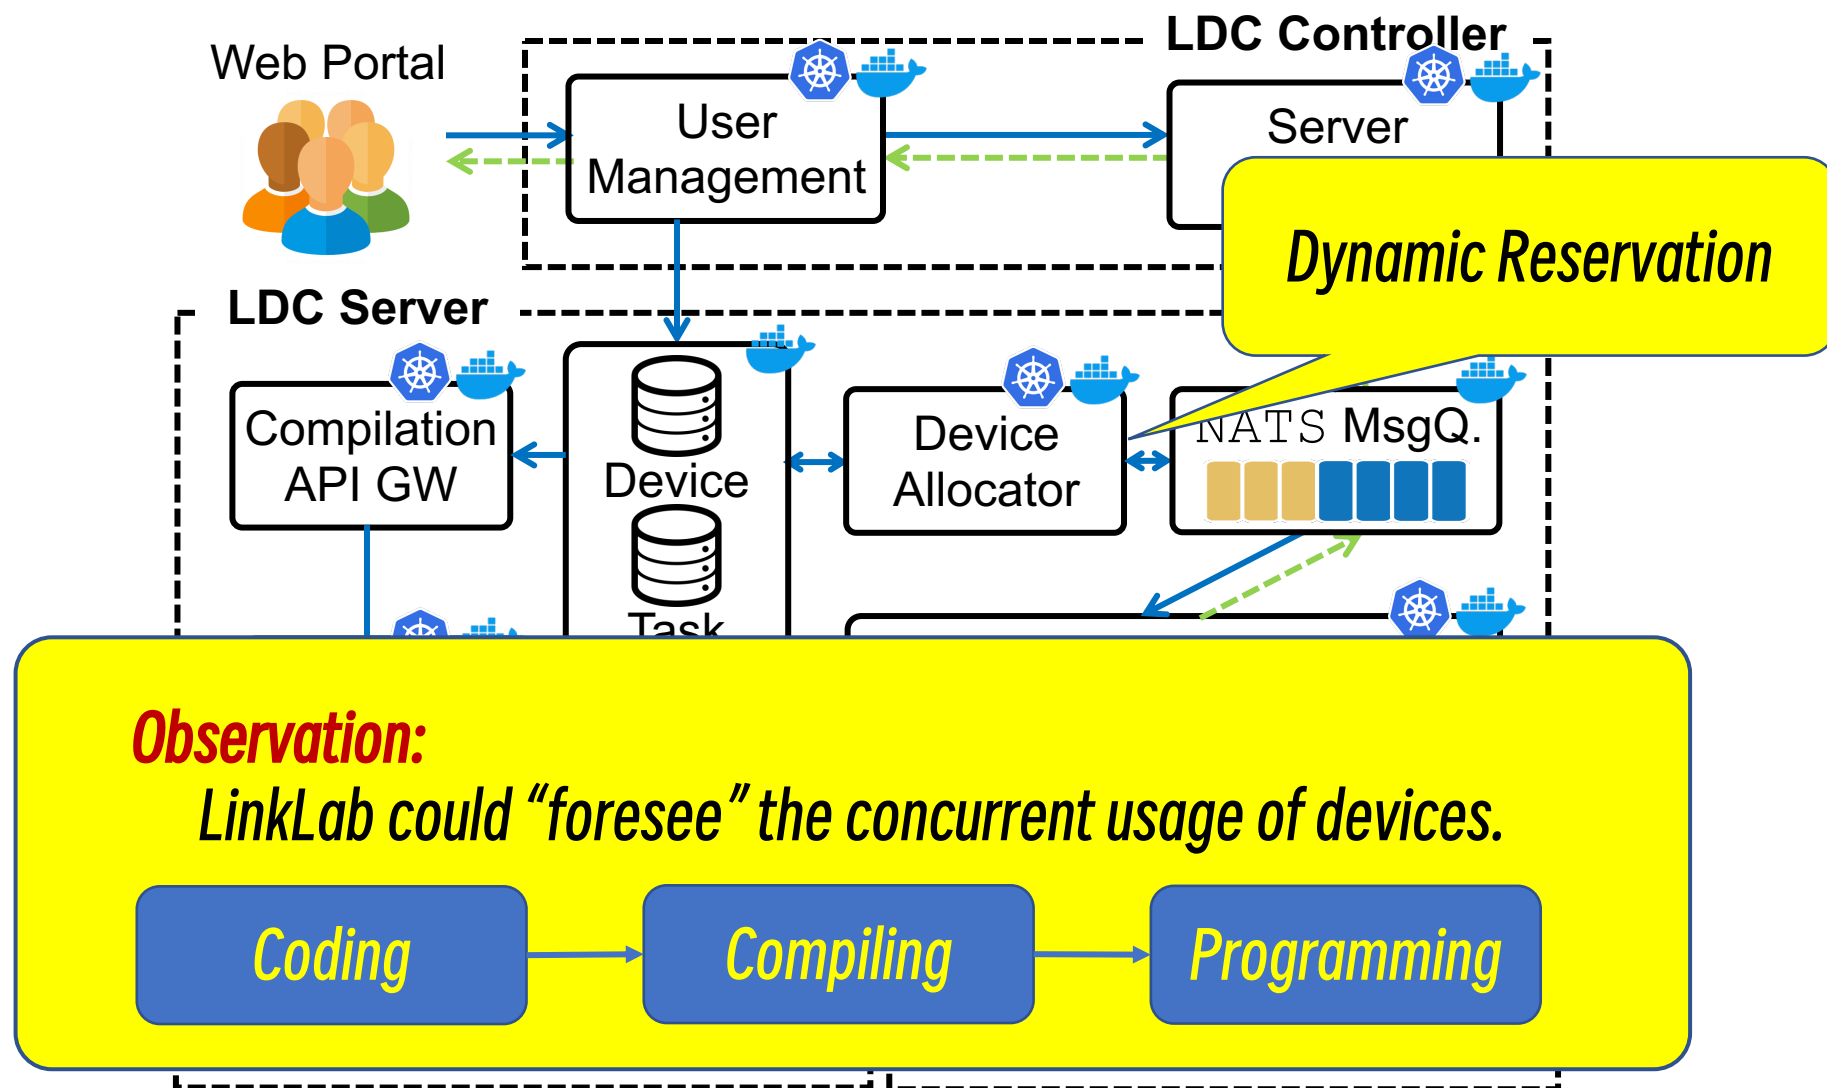 LDC Controller
Web Portal
User
Management
Server
Dynamic Reservation
LDC Server
Compilation
API GW
Device
Task
Device
Allocator
NATS MsgQ.
Observation:
LinkLab could “foresee” the concurrent usage of devices.
Coding
Compiling
Programming